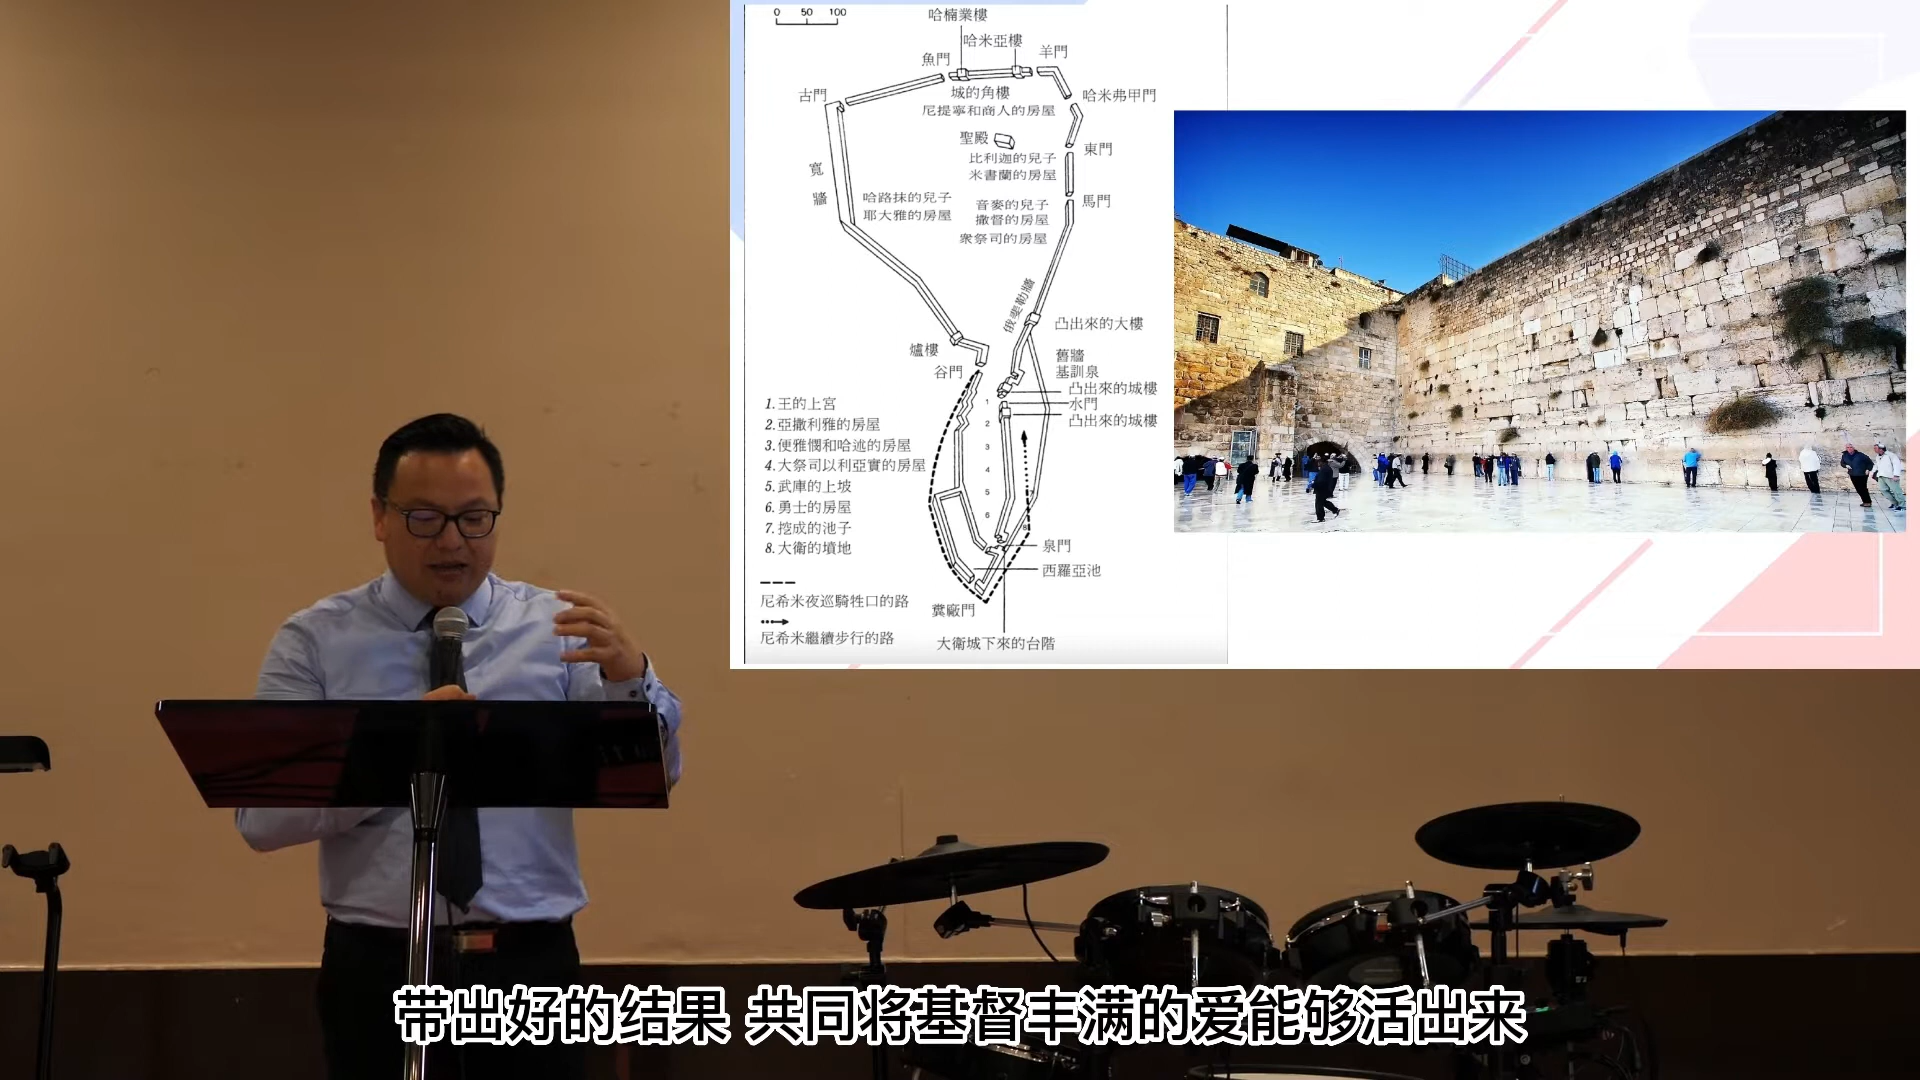 0 50 100
哈楠業樓
哈米亞樓
羊門
魚門
古門
城的角樓
哈米弗甲門
尼提寧和商人的房屋
聖殿
東門
比利迦的兒子
米書蘭的房屋
寬牆
哈路抹的兒子
耶大雅的房屋
音麥的兒子
撒督的房屋
馬門
眾祭司的房屋
俄斐勒牆
凸出來的大樓
爐樓
舊牆
基訓泉
谷門
凸出來的城樓
水門
凸出來的城樓
1
2
3
4
5
6
7
8
1. 王的上宮
2. 亞撒利雅的房屋
3. 便雅憫和哈述的房屋
4. 大祭司以利亞實的房屋
5. 武庫的上坡
6. 勇士的房屋
7. 挖成的池子
8. 大衛的墳地
泉門
西羅亞池
尼希米夜巡騎牲口的路
糞廠門
尼希米繼續步行的路
大衛城下來的台階
带出好的结果 共同将基督丰满的爱能够活出来